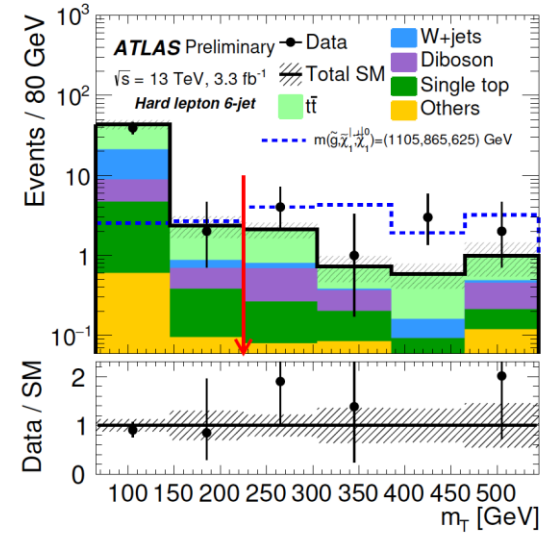 Events / 80 GeV
10³
10²
10
1
10⁻¹
ATLAS Preliminary
√s = 13 TeV, 3.3 fb⁻¹
Hard lepton 6-jet
Data
Total SM
tt̄
W+jets
Diboson
Single top
Others
=(1105,865,625) GeV
Data / SM
2
1
0
100 150 200 250 300 350 400 450 500
m_T [GeV]